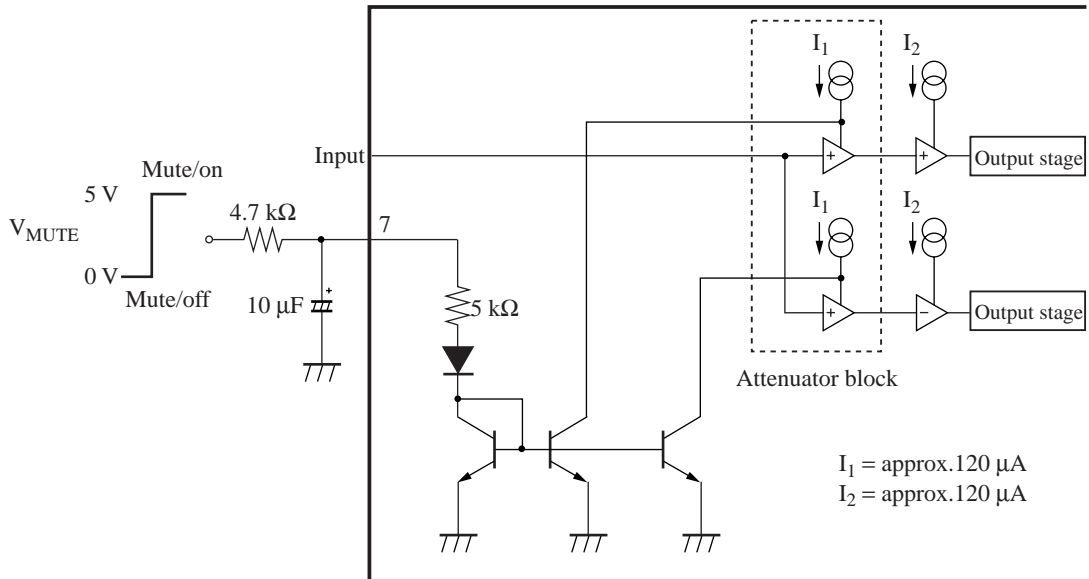 I1
I2
Mute/on
Input
+
+
Output stage
5 V
4.7 kΩ
7
I1
I2
VMUTE
0 V
Mute/off
+
10 μF
5 kΩ
+
−
Output stage
Attenuator block
I1 = approx.120 μA
I2 = approx.120 μA